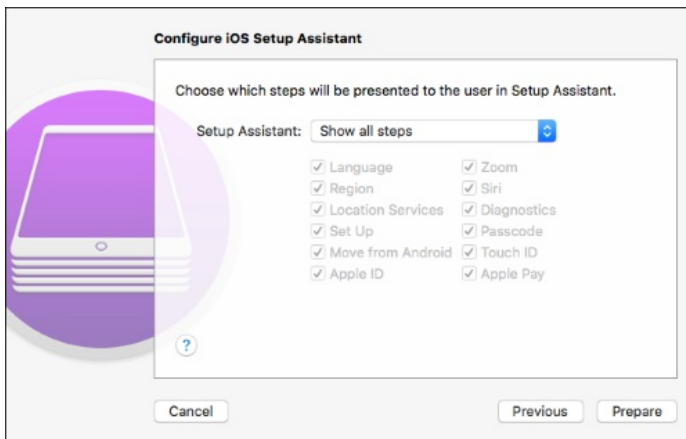 Configure iOS Setup Assistant
Choose which steps will be presented to the user in Setup Assistant.
Setup Assistant: Show all steps
Language Zoom
Region Siri
Location Services Diagnostics
Set Up Passcode
Move from Android Touch ID
Apple ID Apple Pay
?
Cancel Previous Prepare